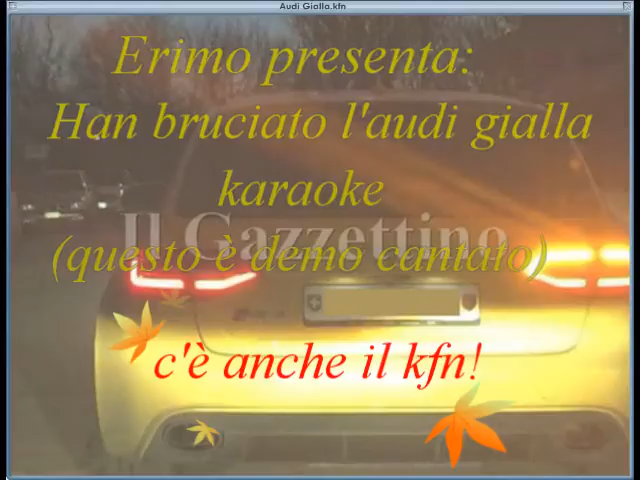 Audi Gialla.kfn
Erimo presenta:
Han bruciato l'audi gialla
karaoke
Il Gazzettino
(questo è demo cantato)
c'è anche il kfn!